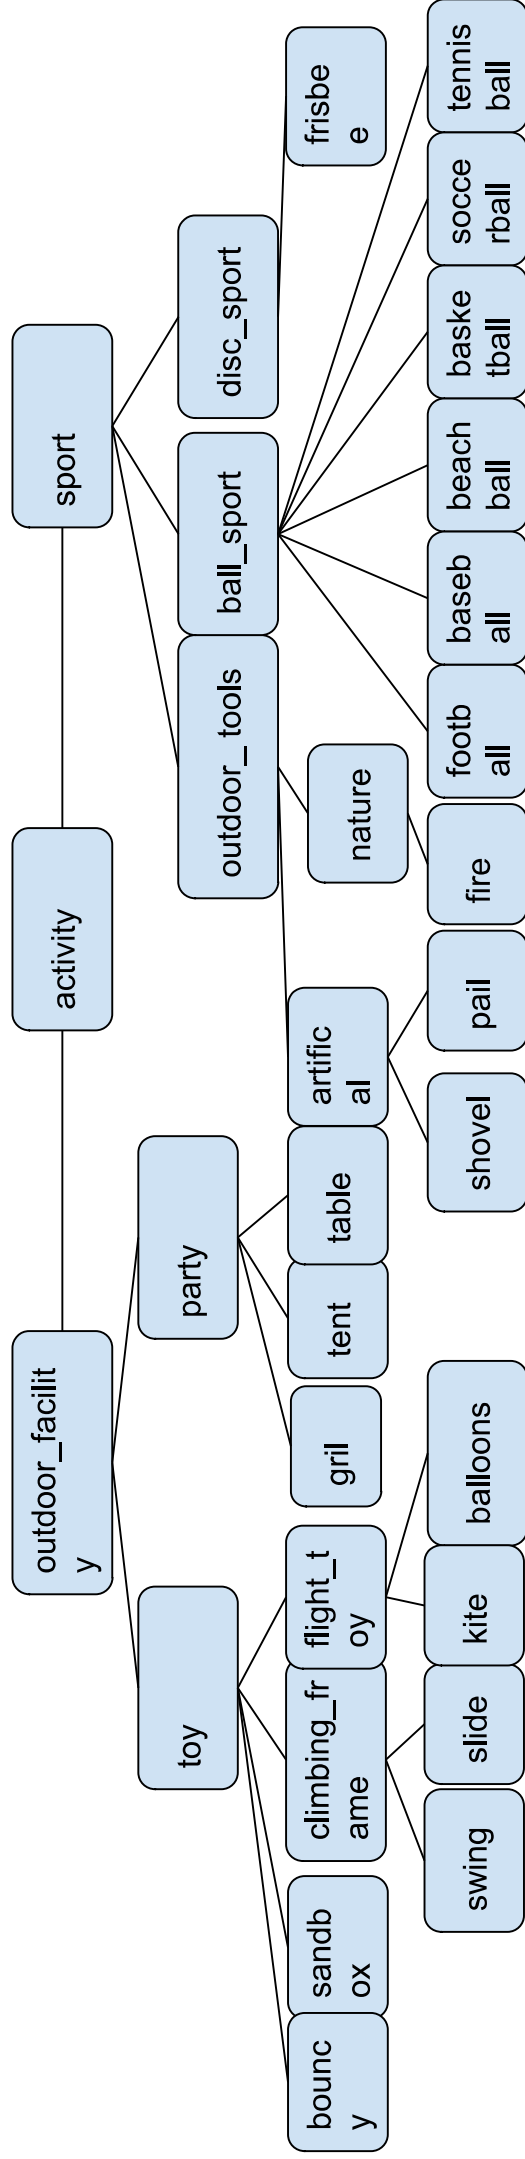 outdoor_facilit
y
activity
sport
toy
party
outdoor_ tools
ball_sport
disc_sport
bounc
y
sandb
ox
climbing_fr
ame
flight_t
oy
gril
tent
table
artific
al
nature
frisbe
e
swing
slide
kite
balloons
shovel
pail
fire
footb
all
baseb
all
beach
ball
baske
tball
socce
rball
tennis
ball